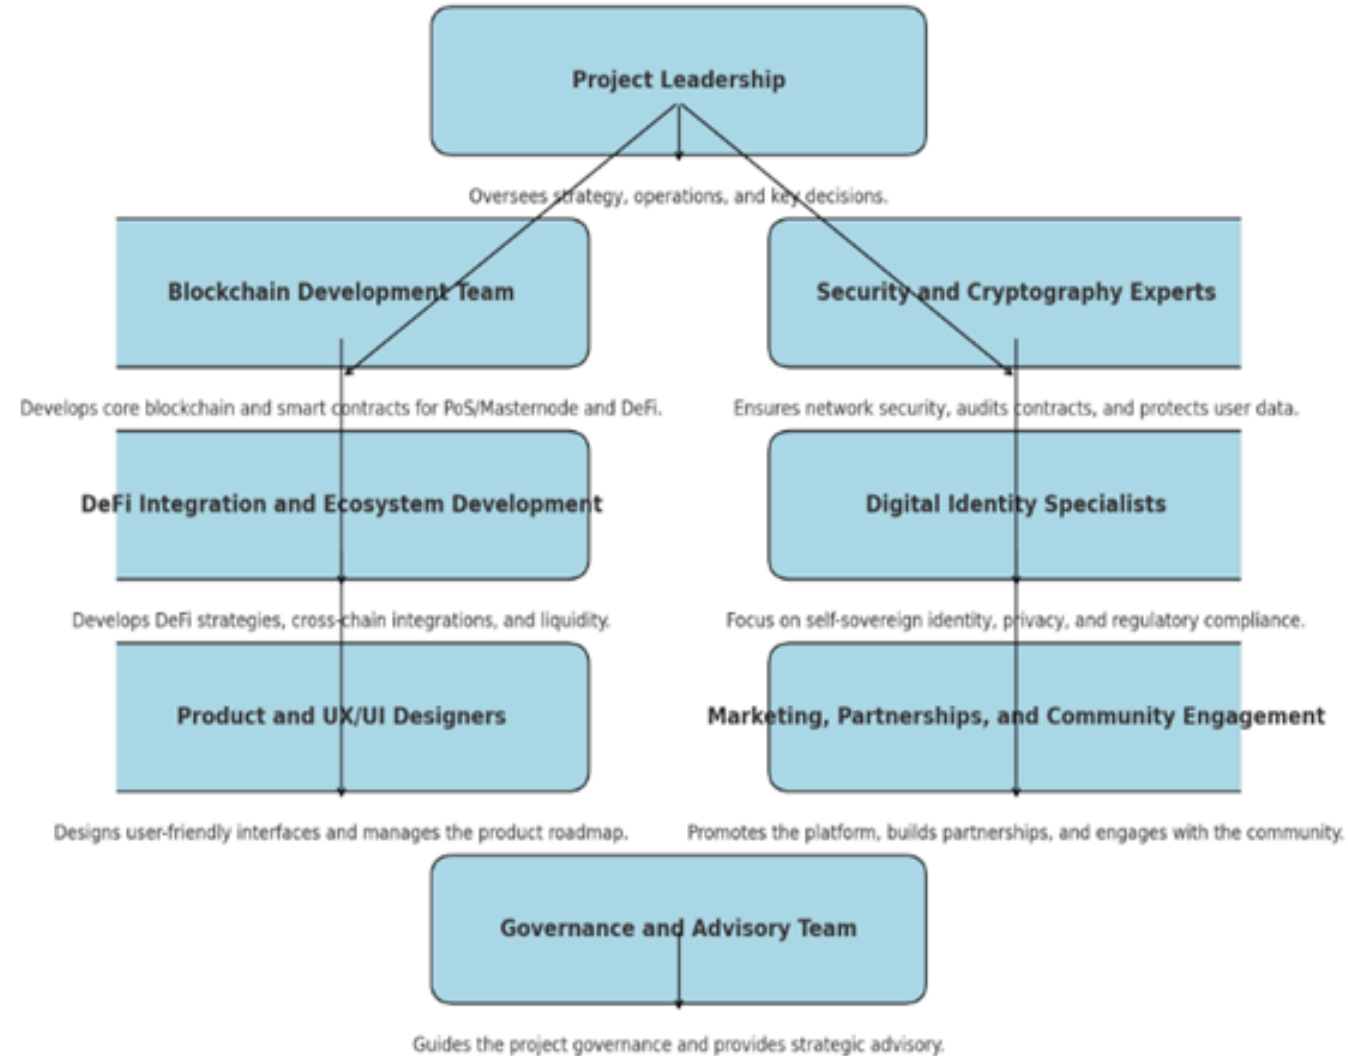 Project Leadership
Oversees strategy, operations, and key decisions.
Blockchain Development Team
Security and Cryptography Experts
Develops core blockchain and smart contracts for PoS/Masternode and DeFi.
Ensures network security, audits contracts, and protects user data.
DeFi Integration and Ecosystem Development
Digital Identity Specialists
Develops DeFi strategies, cross-chain integrations, and liquidity.
Focus on self-sovereign identity, privacy, and regulatory compliance.
Product and UX/UI Designers
Marketing, Partnerships, and Community Engagement
Designs user-friendly interfaces and manages the product roadmap.
Promotes the platform, builds partnerships, and engages with the community.
Governance and Advisory Team
Guides the project governance and provides strategic advisory.